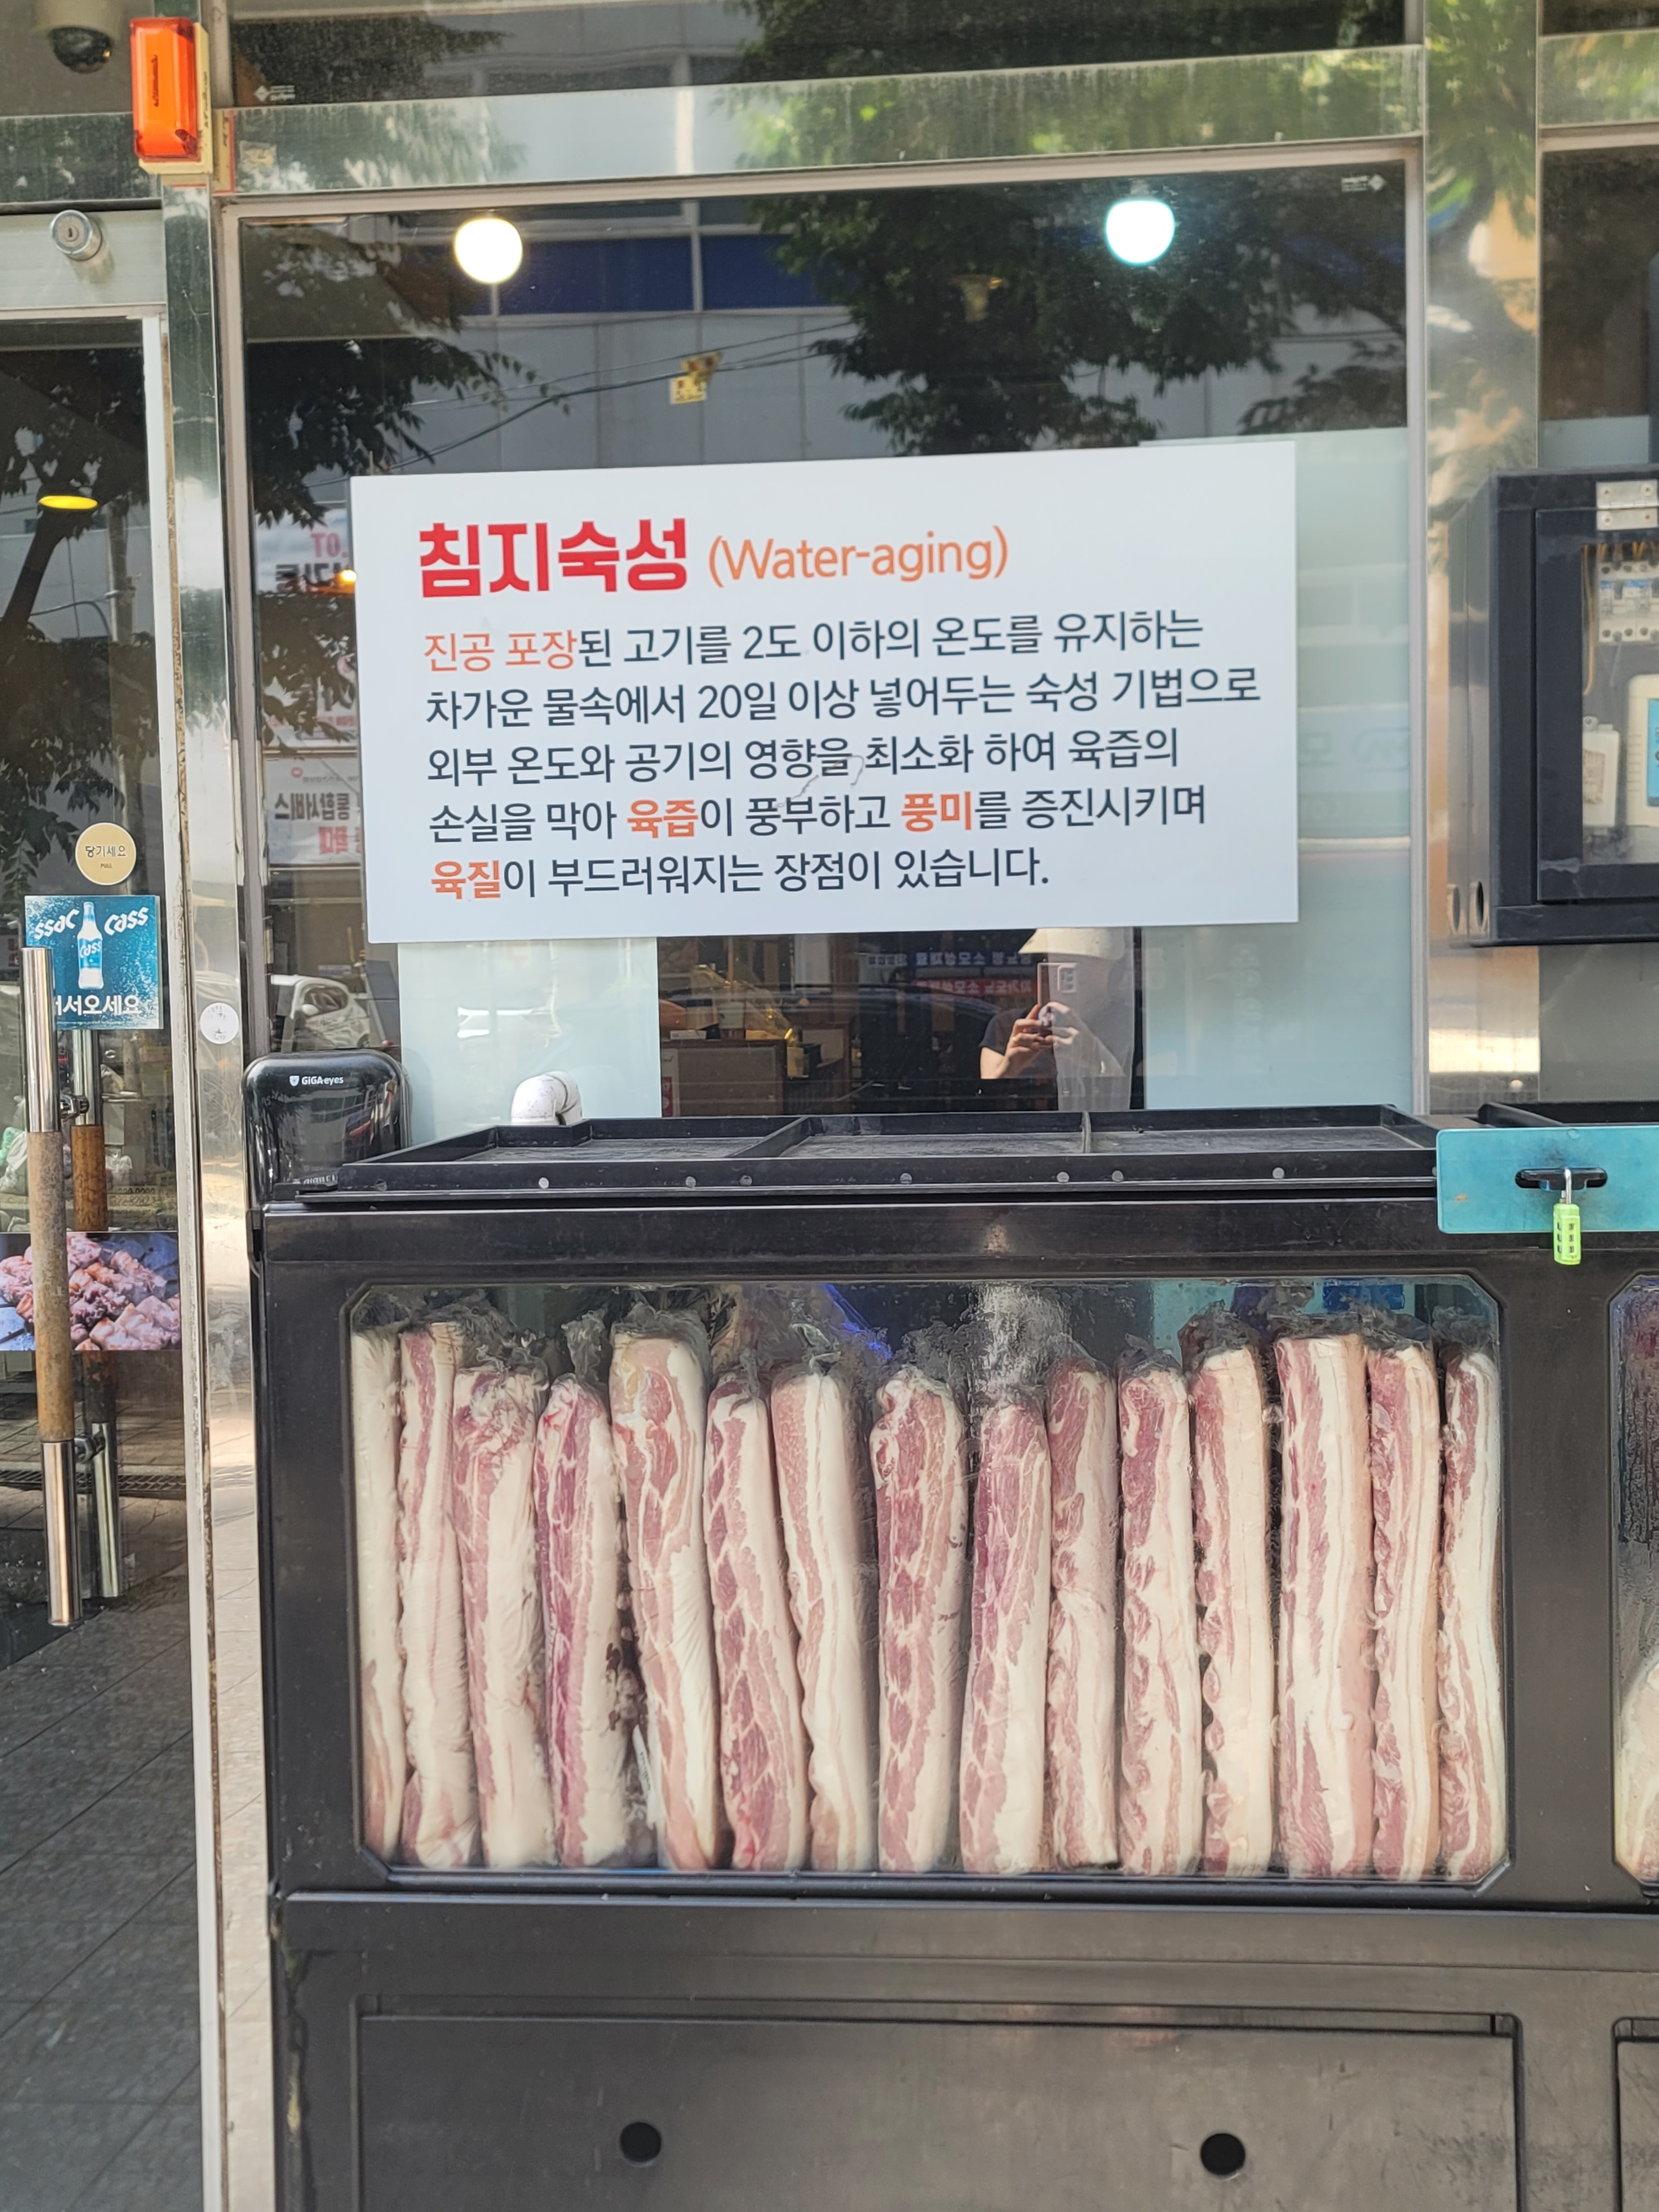 침지숙성 (Water-aging)
진공 포장된 고기를 2도 이하의 온도를 유지하는
차가운 물속에서 20일 이상 넣어두는 숙성 기법으로
외부 온도와 공기의 영향을 최소화 하여 육즙의
손실을 막아 육즙이 풍부하고 풍미를 증진시키며
육질이 부드러워지는 장점이 있습니다.
당기세요
PULL
cass
cass
cass
서오세요
GiGAeyes